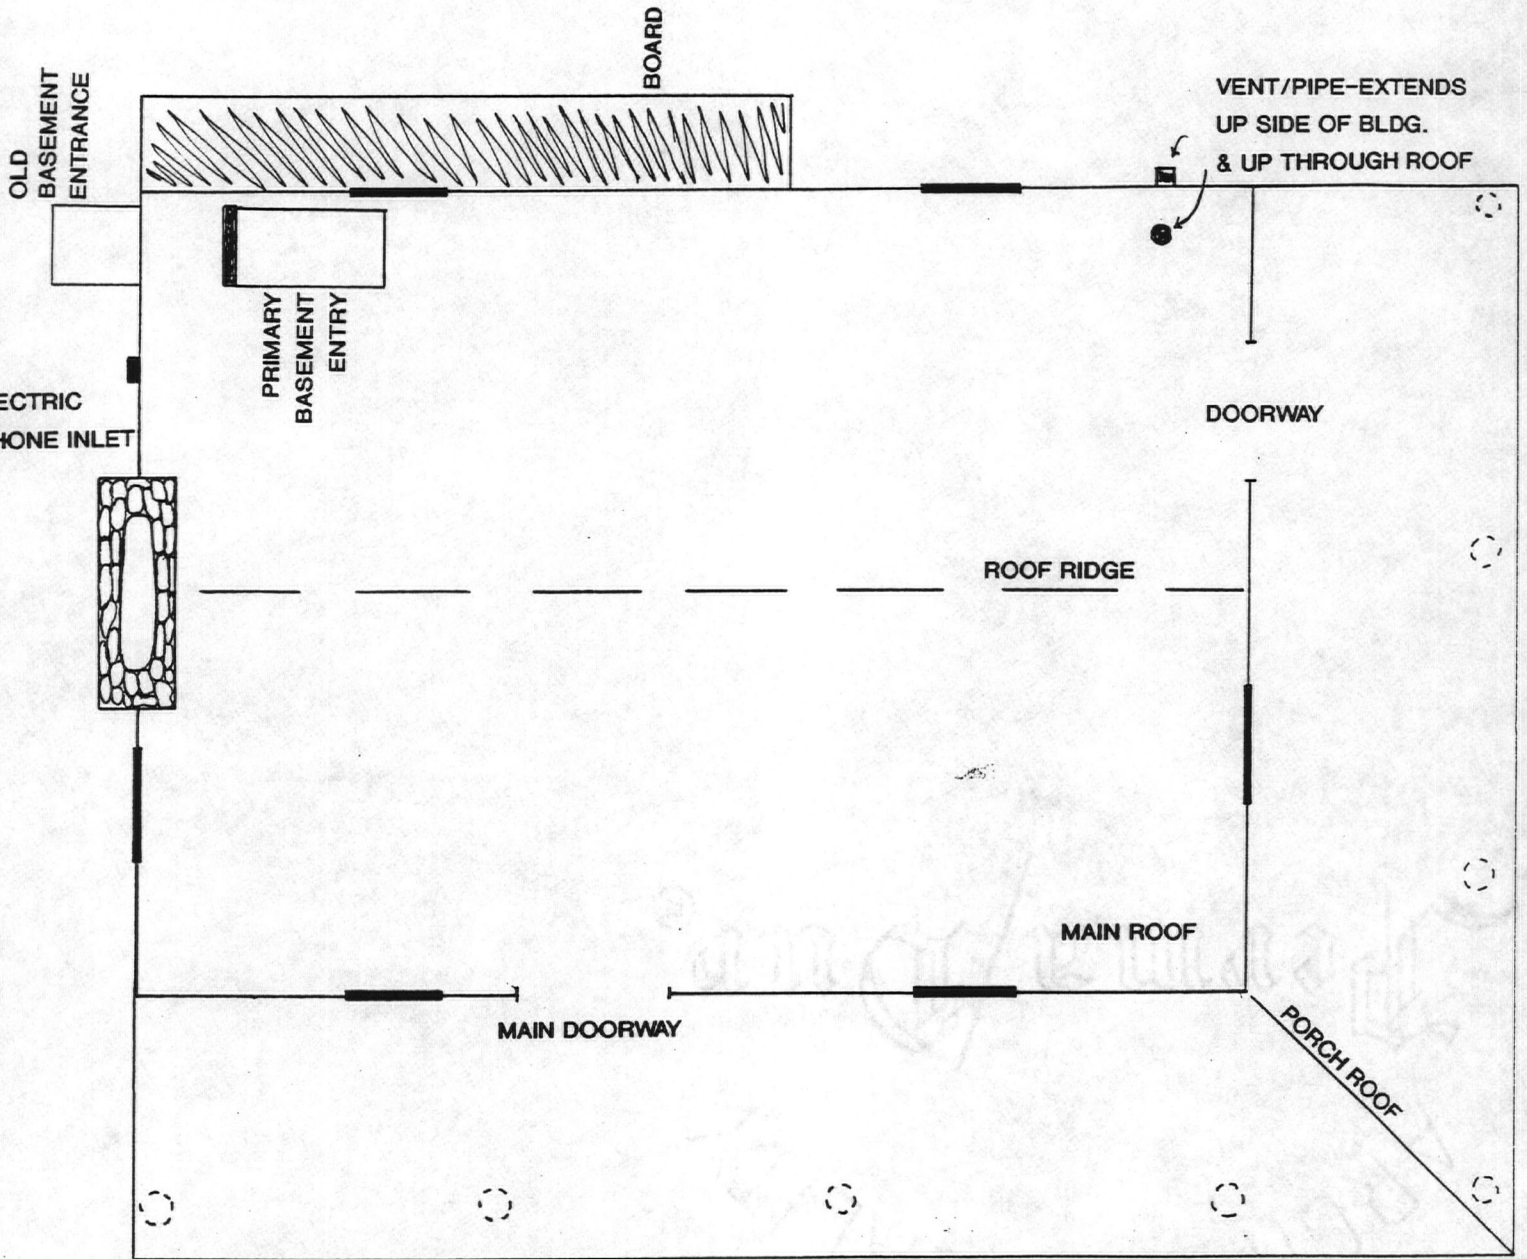 OLD
BASEMENT
ENTRANCE
BOARD
VENT/PIPE-EXTENDS
UP SIDE OF BLDG.
& UP THROUGH ROOF
PRIMARY
BASEMENT
ENTRY
ECTRIC
HONE INLET
DOORWAY
ROOF RIDGE
MAIN ROOF
MAIN DOORWAY
PORCH ROOF